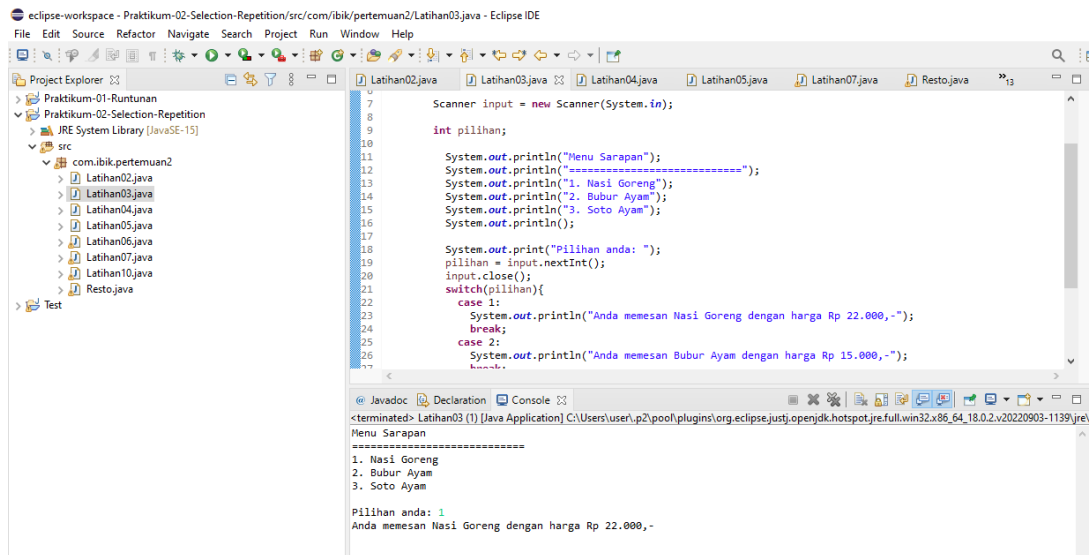 eclipse-workspace - Praktikum-02-Selection-Repetition/src/com/ibik/pertemuan2/Latihan03.java - Eclipse IDE
File Edit Source Refactor Navigate Search Project Run Window Help
Project Explorer
Praktikum-01-Runtunan
Praktikum-02-Selection-Repetition
JRE System Library [JavaSE-15]
src
com.ibik.pertemuan2
Latihan02.java
Latihan03.java
Latihan04.java
Latihan05.java
Latihan06.java
Latihan07.java
Latihan10.java
Resto.java
Test
Latihan02.java Latihan03.java Latihan04.java Latihan05.java Latihan07.java Resto.java »13
7 Scanner input = new Scanner(System.in);
8
9 int pilihan;
10
11 System.out.println("Menu Sarapan");
12 System.out.println("===========================");
13 System.out.println("1. Nasi Goreng");
14 System.out.println("2. Bubur Ayam");
15 System.out.println("3. Soto Ayam");
16 System.out.println();
17
18 System.out.print("Pilihan anda: ");
19 pilihan = input.nextInt();
20 input.close();
21 switch(pilihan){
22 case 1:
23 System.out.println("Anda memesan Nasi Goreng dengan harga Rp 22.000,-");
24 break;
25 case 2:
26 System.out.println("Anda memesan Bubur Ayam dengan harga Rp 15.000,-");
27 break;
@ Javadoc Declaration Console
<terminated> Latihan03 (1) [Java Application] C:\Users\user\.p2\pool\plugins\org.eclipse.justj.openjdk.hotspot.jre.full.win32.x86_64_18.0.2.v20220903-1139\jre\
Menu Sarapan
===========================
1. Nasi Goreng
2. Bubur Ayam
3. Soto Ayam
Pilihan anda: 1
Anda memesan Nasi Goreng dengan harga Rp 22.000,-